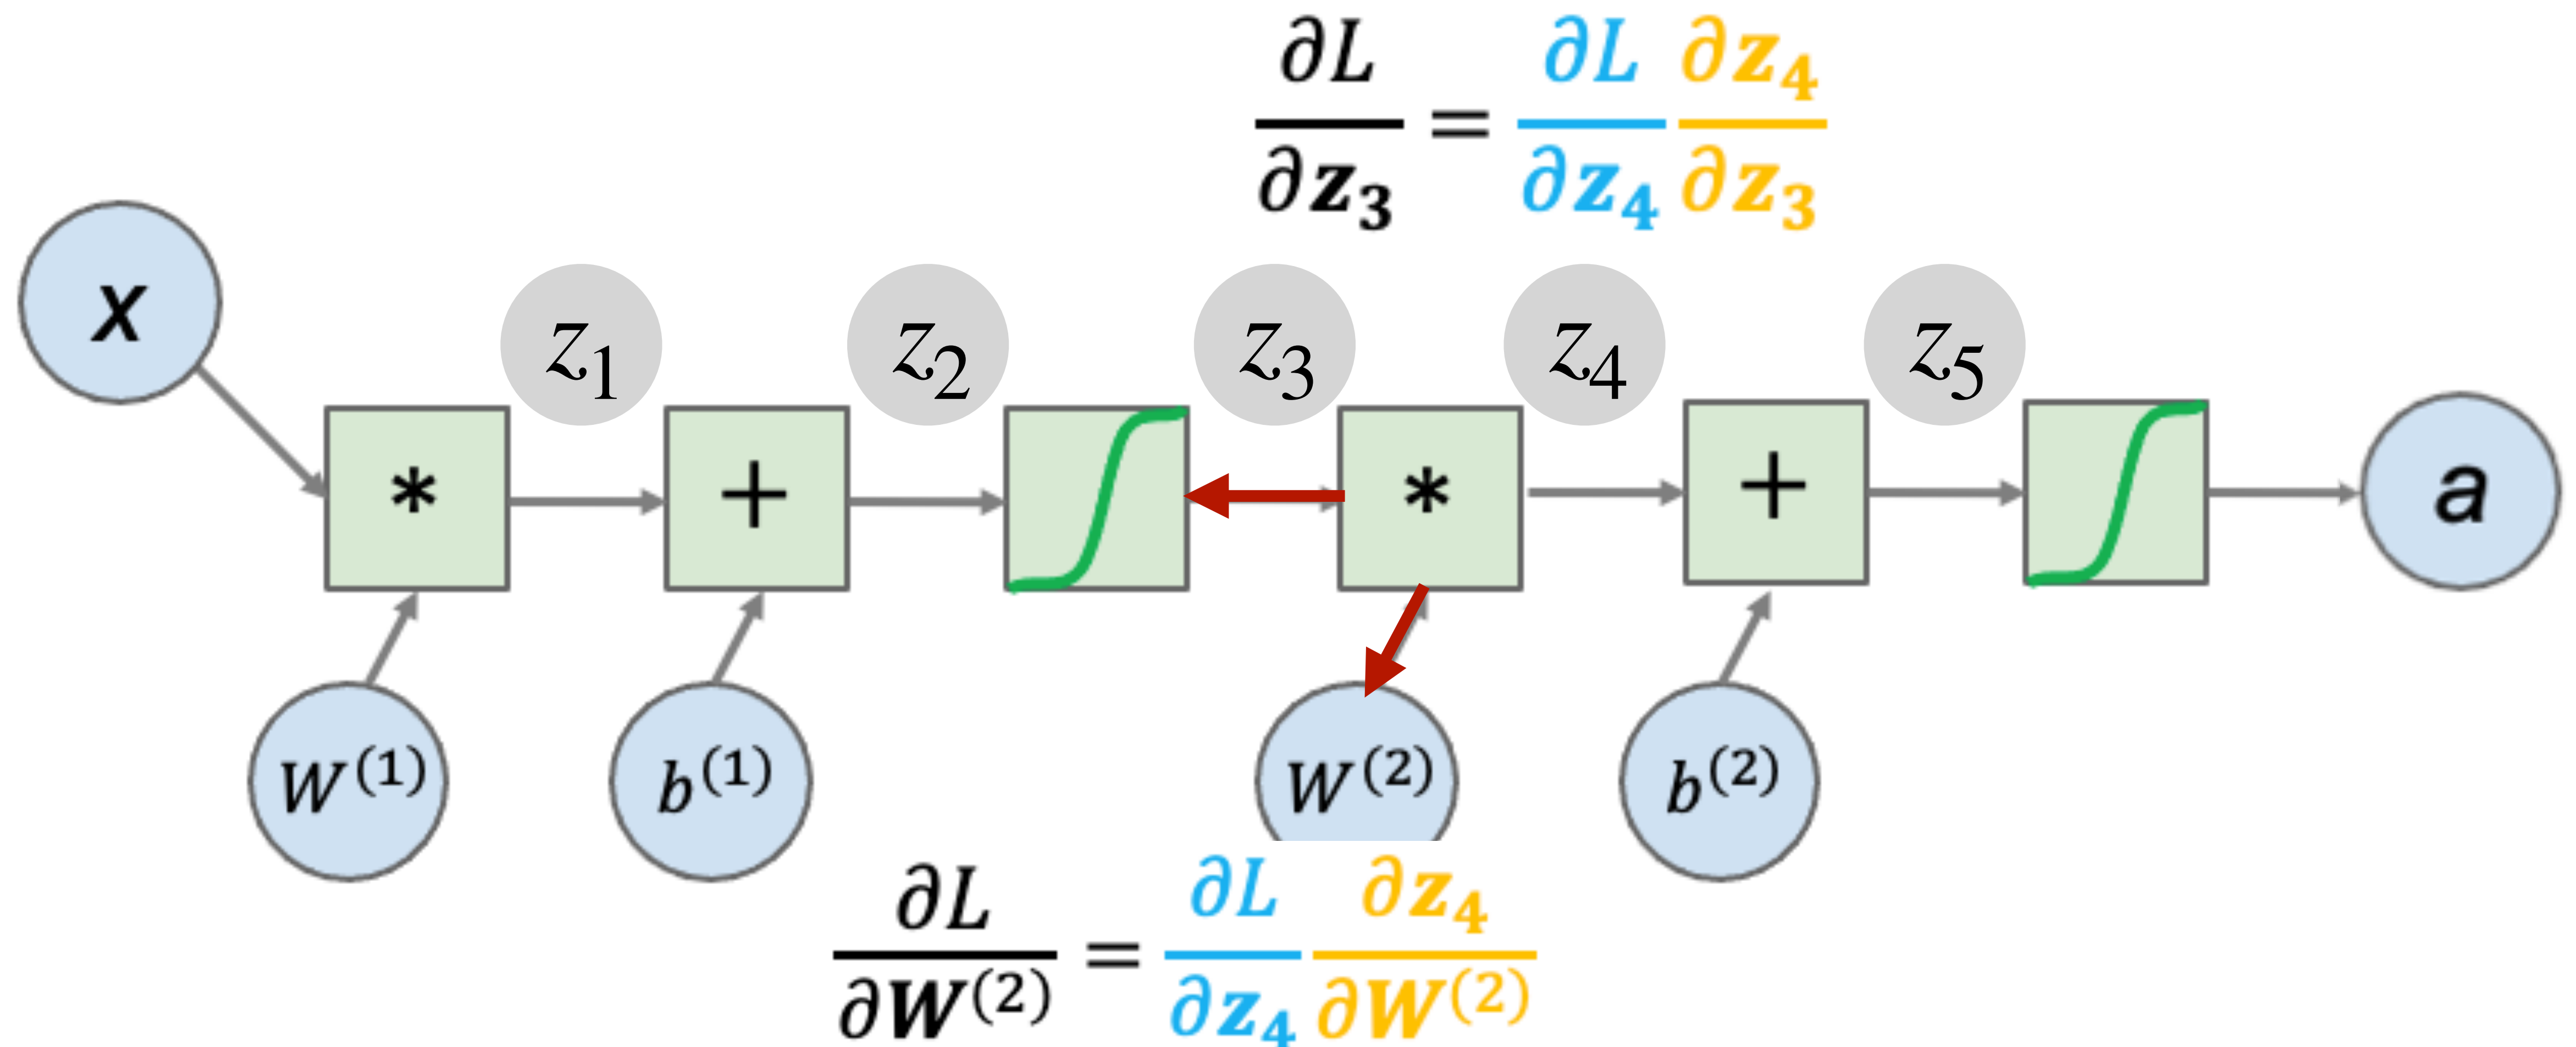 ∂L/∂z₃ = ∂L/∂z₄ ∂z₄/∂z₃
x
z₁ z₂ z₃ z₄ z₅
* + * + a
W⁽¹⁾ b⁽¹⁾ W⁽²⁾ b⁽²⁾
∂L/∂W⁽²⁾ = ∂L/∂z₄ ∂z₄/∂W⁽²⁾